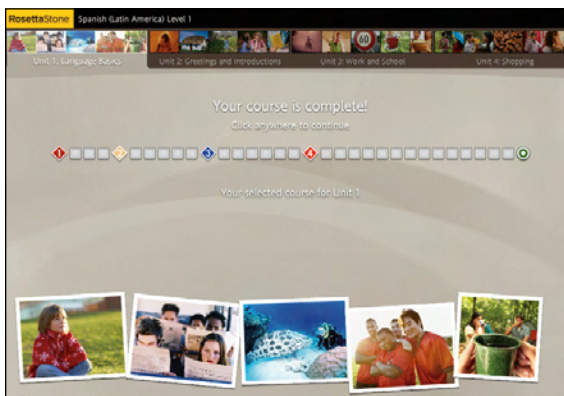 RosettaStone Spanish (Latin America) Level 1
60
Unit 1: Language Basics Unit 2: Greetings and Introductions Unit 3: Work and School Unit 4: Shopping
Your course is complete!
Click anywhere to continue
1 2 3 4
Your selected course for Unit 1